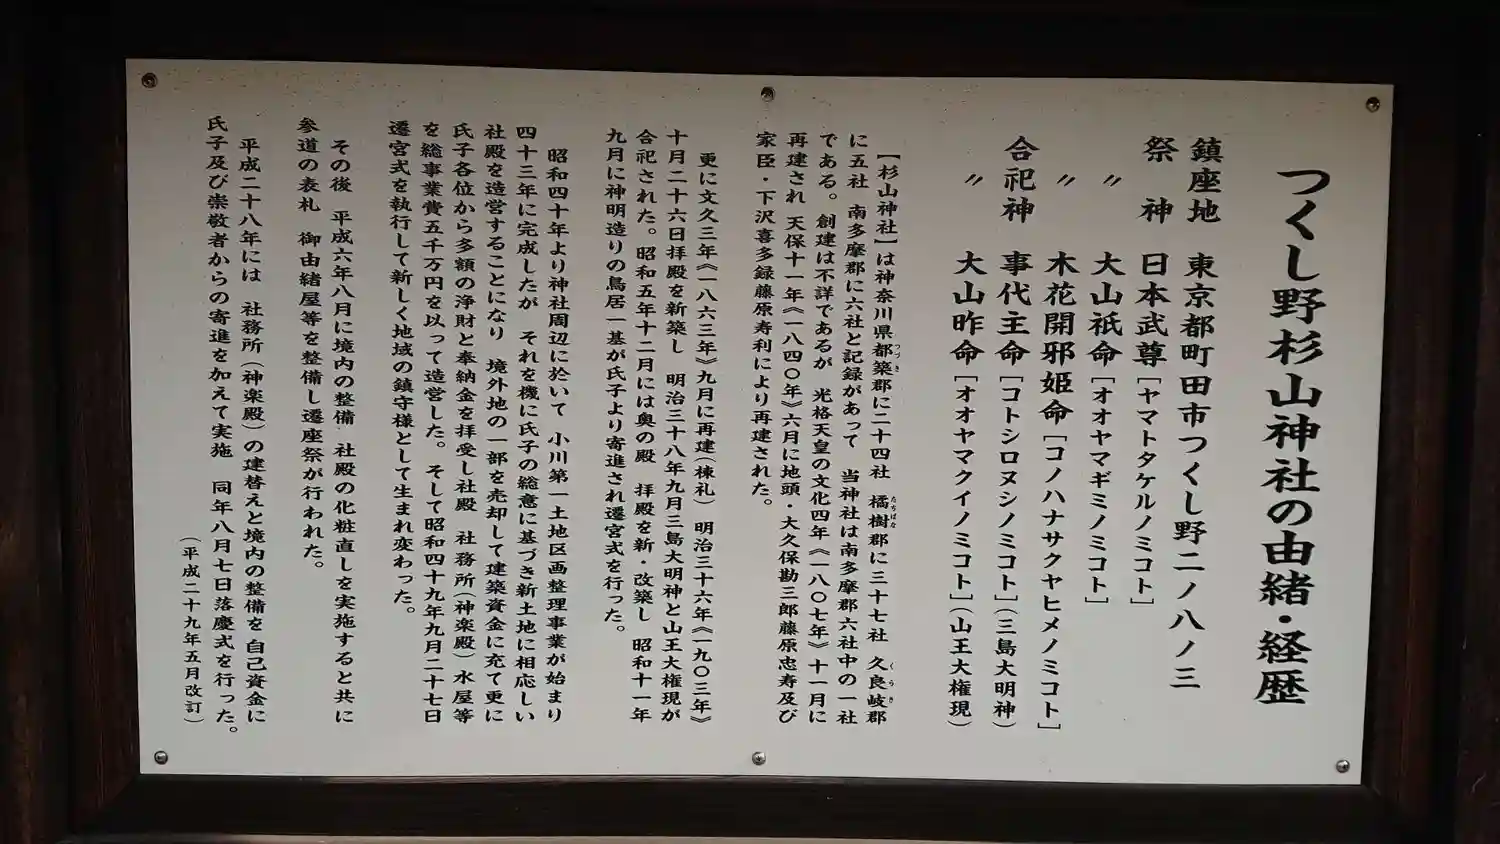 つくし野杉山神社の由緒・経歴
鎮座地 東京都町田市つくし野二ノ八ノ三
祭神 日本武尊[ヤマトタケルノミコト]
〃 大山祇命[オオヤマギミノミコト]
〃 木花開邪姫命[コノハナサクヤヒメノミコト]
合祀神 事代主命[コトシロヌシノミコト](三島大明神)
〃 大山昨命[オオヤマクイノミコト](山王大権現)
【杉山神社】は神奈川県都築郡に二十四社 橘樹郡に三十七社 久良岐郡
つづき たちばな くらき
に五社 南多摩郡に六社と記録があって 当神社は南多摩郡六社中の一社
である。創建は不詳であるが 光格天皇の文化四年《一八〇七年》十一月に
再建され 天保十一年《一八四〇年》六月に地頭・大久保勘三郎藤原忠寿及び
家臣・下沢喜多録藤原寿利により再建された。
更に文久三年《一八六三年》九月に再建(棟礼) 明治三十六年《一九〇三年》
十月二十六日拝殿を新築し 明治三十八年九月三島大明神と山王大権現が
合祀された。昭和五年十二月には奥の殿 拝殿を新・改築し 昭和十一年
九月に神明造りの鳥居一基が氏子より寄進され遷宮式を行った。
昭和四十年より神社周辺に於いて 小川第一土地区画整理事業が始まり
四十三年に完成したが それを機に氏子の総意に基づき新土地に相応しい
社殿を造営することになり 境外地の一部を売却して建築資金に充て更に
氏子各位から多額の浄財と奉納金を拝受し社殿 社務所(神楽殿)水屋等
を総事業費五千万円を以って造営した。そして昭和四十九年九月二十七日
遷宮式を執行して新しく地域の鎮守様として生まれ変わった。
その後 平成六年八月に境内の整備 社殿の化粧直しを実施すると共に
参道の表札 御由緒屋等を整備し遷座祭が行われた。
平成二十八年には 社務所(神楽殿)の建替えと境内の整備を自己資金に
氏子及び崇敬者からの寄進を加えて実施 同年八月七日落慶式を行った。
(平成二十九年五月改訂)